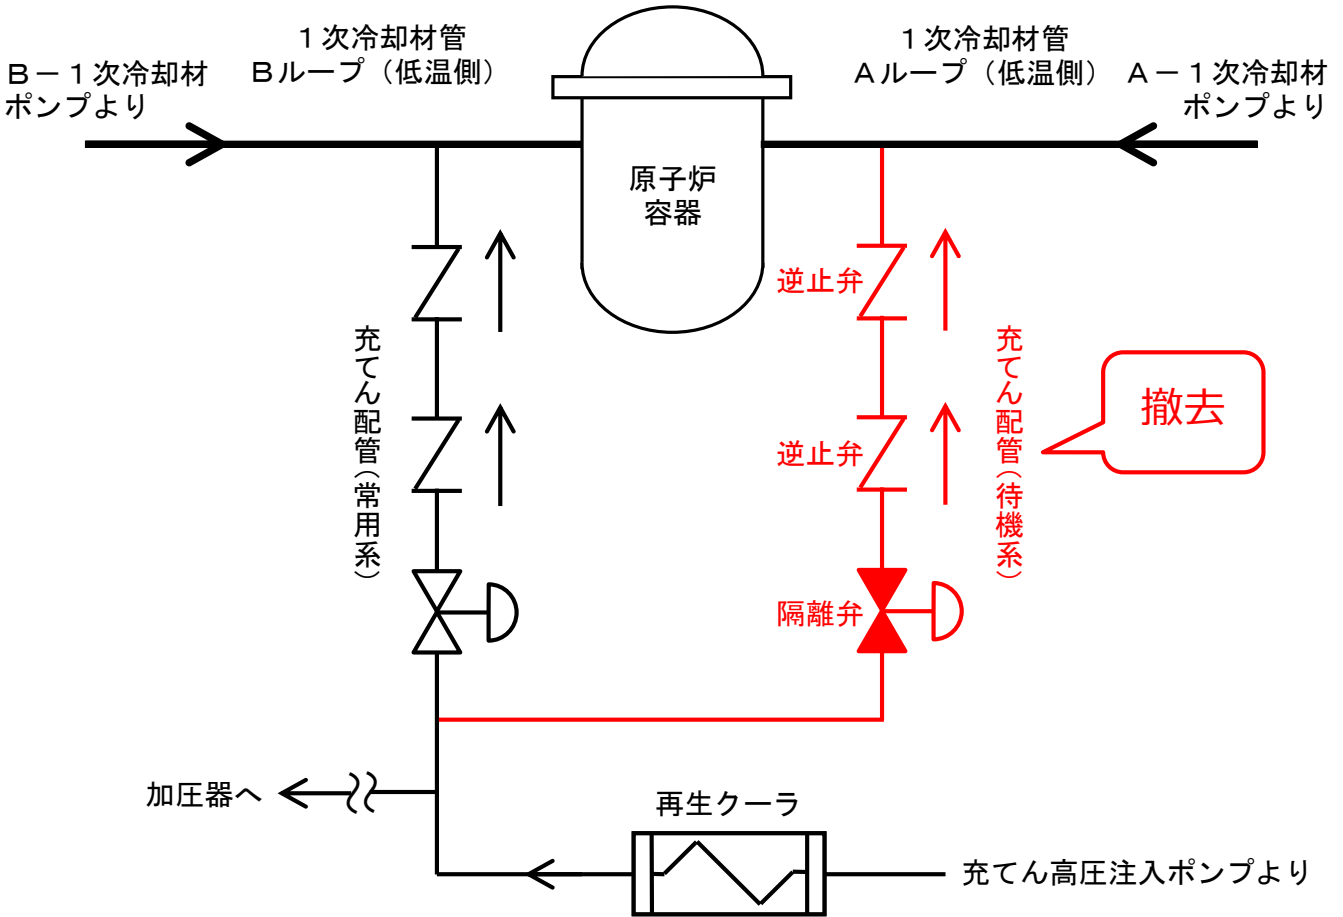 １次冷却材管
Ｂループ（低温側）
１次冷却材管
Ａループ（低温側）
Ｂ－１次冷却材
ポンプより
Ａ－１次冷却材
ポンプより
原子炉
容器
逆止弁
逆止弁
充てん配管（常用系）
充てん配管（待機系）
撤去
隔離弁
加圧器へ
再生クーラ
充てん高圧注入ポンプより